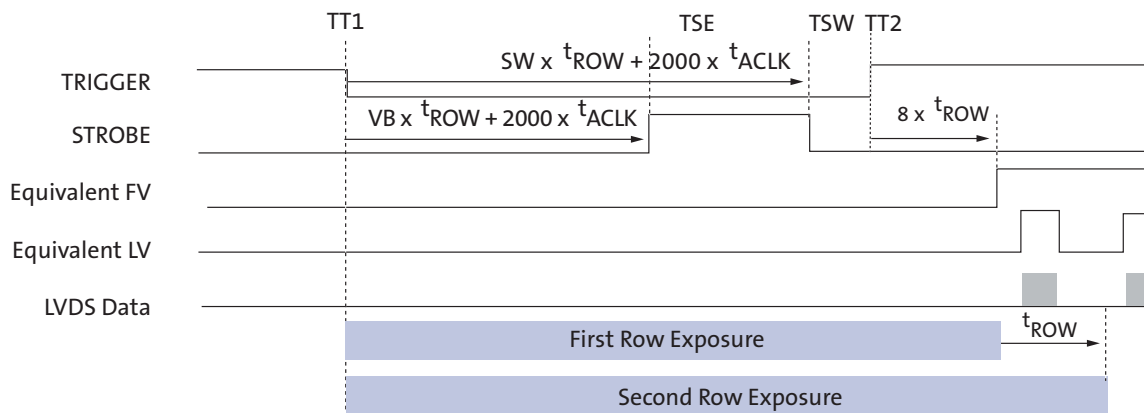 TT1 TSE TSW TT2
TRIGGER
SW x tROW + 2000 x tACLK
STROBE
VB x tROW + 2000 x tACLK
8 x tROW
Equivalent FV
Equivalent LV
LVDS Data
First Row Exposure
tROW
Second Row Exposure